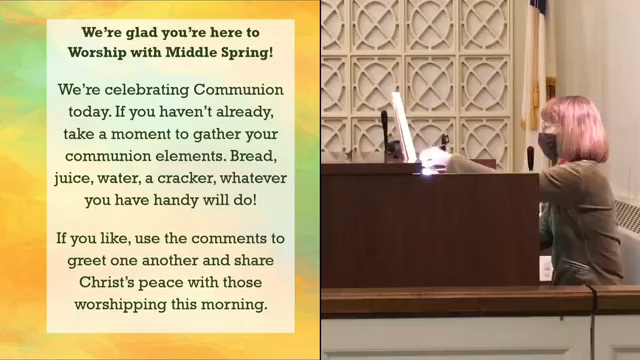 We're glad you're here to
Worship with Middle Spring!
We're celebrating Communion
today. If you haven't already,
take a moment to gather your
communion elements. Bread,
juice, water, a cracker, whatever
you have handy will do!
If you like, use the comments to
greet one another and share
Christ's peace with those
worshipping this morning.